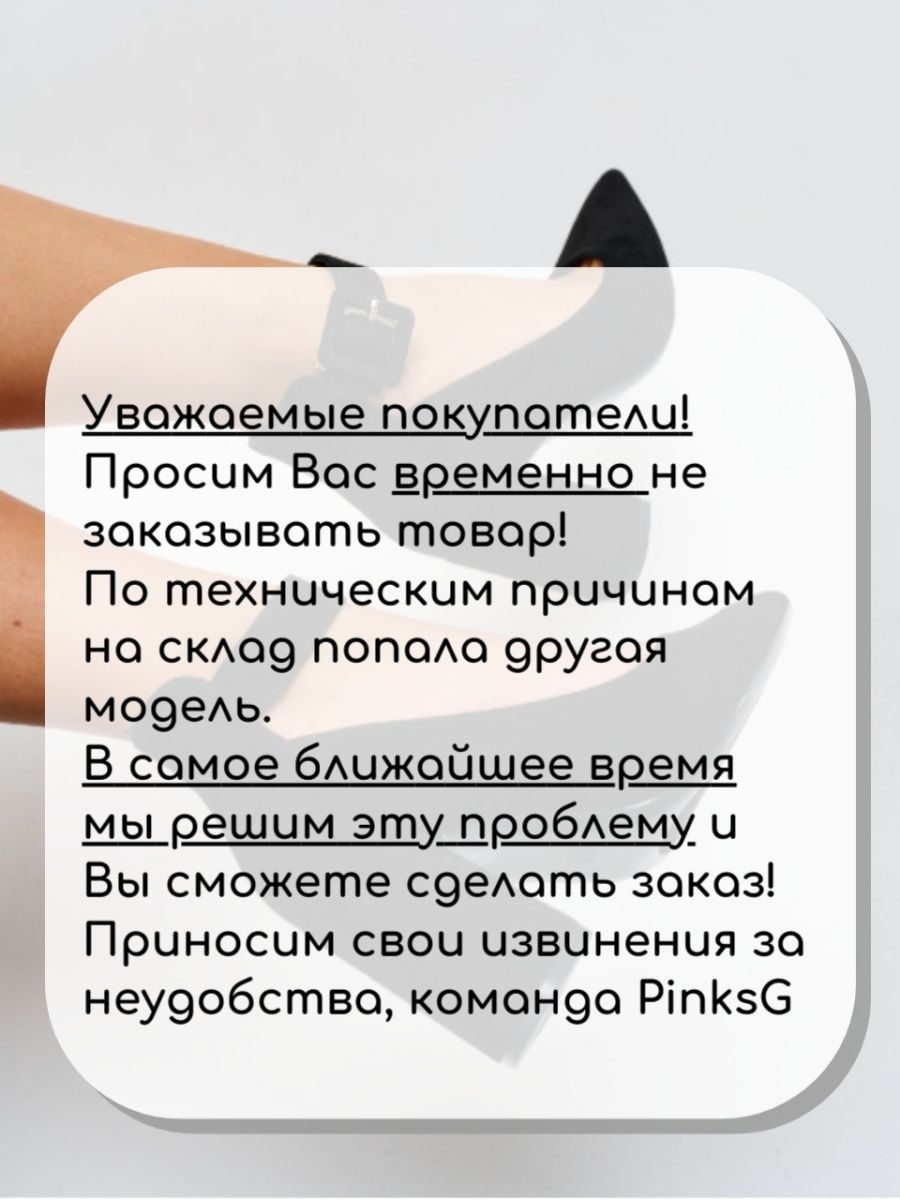 Уважаемые покупатели!
Просим Вас временно не
заказывать товар!
По техническим причинам
на склад попала другая
модель.
В самое ближайшее время
мы решим эту проблему и
Вы сможете сделать заказ!
Приносим свои извинения за
неудобства, команда PinksG